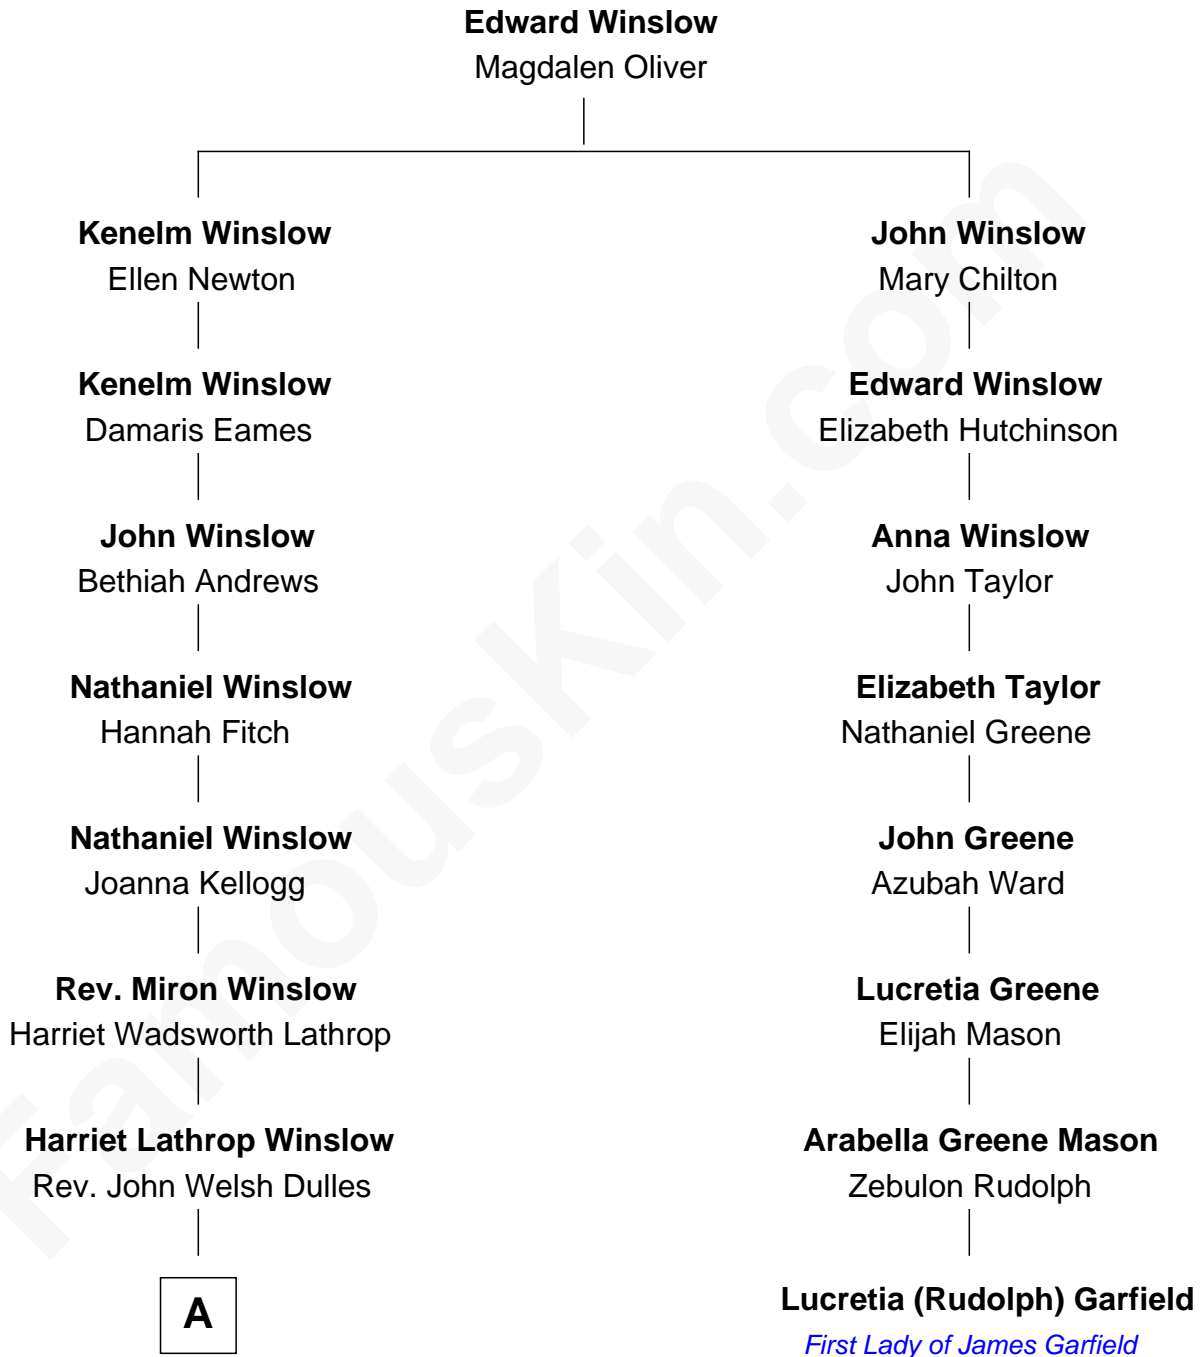 Edward Winslow
Magdalen Oliver
Kenelm Winslow
Ellen Newton
John Winslow
Mary Chilton
Kenelm Winslow
Damaris Eames
Edward Winslow
Elizabeth Hutchinson
John Winslow
Bethiah Andrews
Anna Winslow
John Taylor
Nathaniel Winslow
Hannah Fitch
Elizabeth Taylor
Nathaniel Greene
Nathaniel Winslow
Joanna Kellogg
John Greene
Azubah Ward
Rev. Miron Winslow
Harriet Wadsworth Lathrop
Lucretia Greene
Elijah Mason
Harriet Lathrop Winslow
Rev. John Welsh Dulles
Arabella Greene Mason
Zebulon Rudolph
A
Lucretia (Rudolph) Garfield
First Lady of James Garfield
FamousKin.com